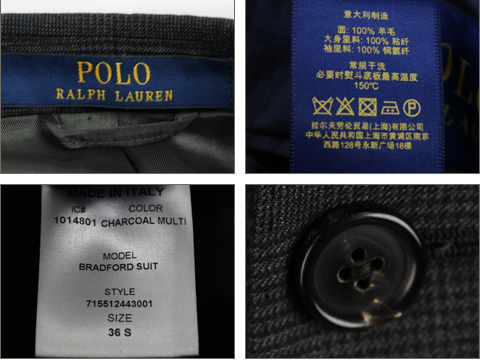 POLO
RALPH LAUREN
意大利制造
面: 100% 羊毛
大身里料: 100% 粘纤
袖里料: 100% 铜氨纤
常规干洗
必要时熨斗底板最高温度
150°C
拉尔夫劳伦贸易(上海)有限公司
中华人民共和国上海市黄浦区南京
西路128号永新广场16楼
MADE IN ITALY
IC# COLOR
1014801 CHARCOAL MULTI
MODEL
BRADFORD SUIT
STYLE
715512443001
SIZE
36 S